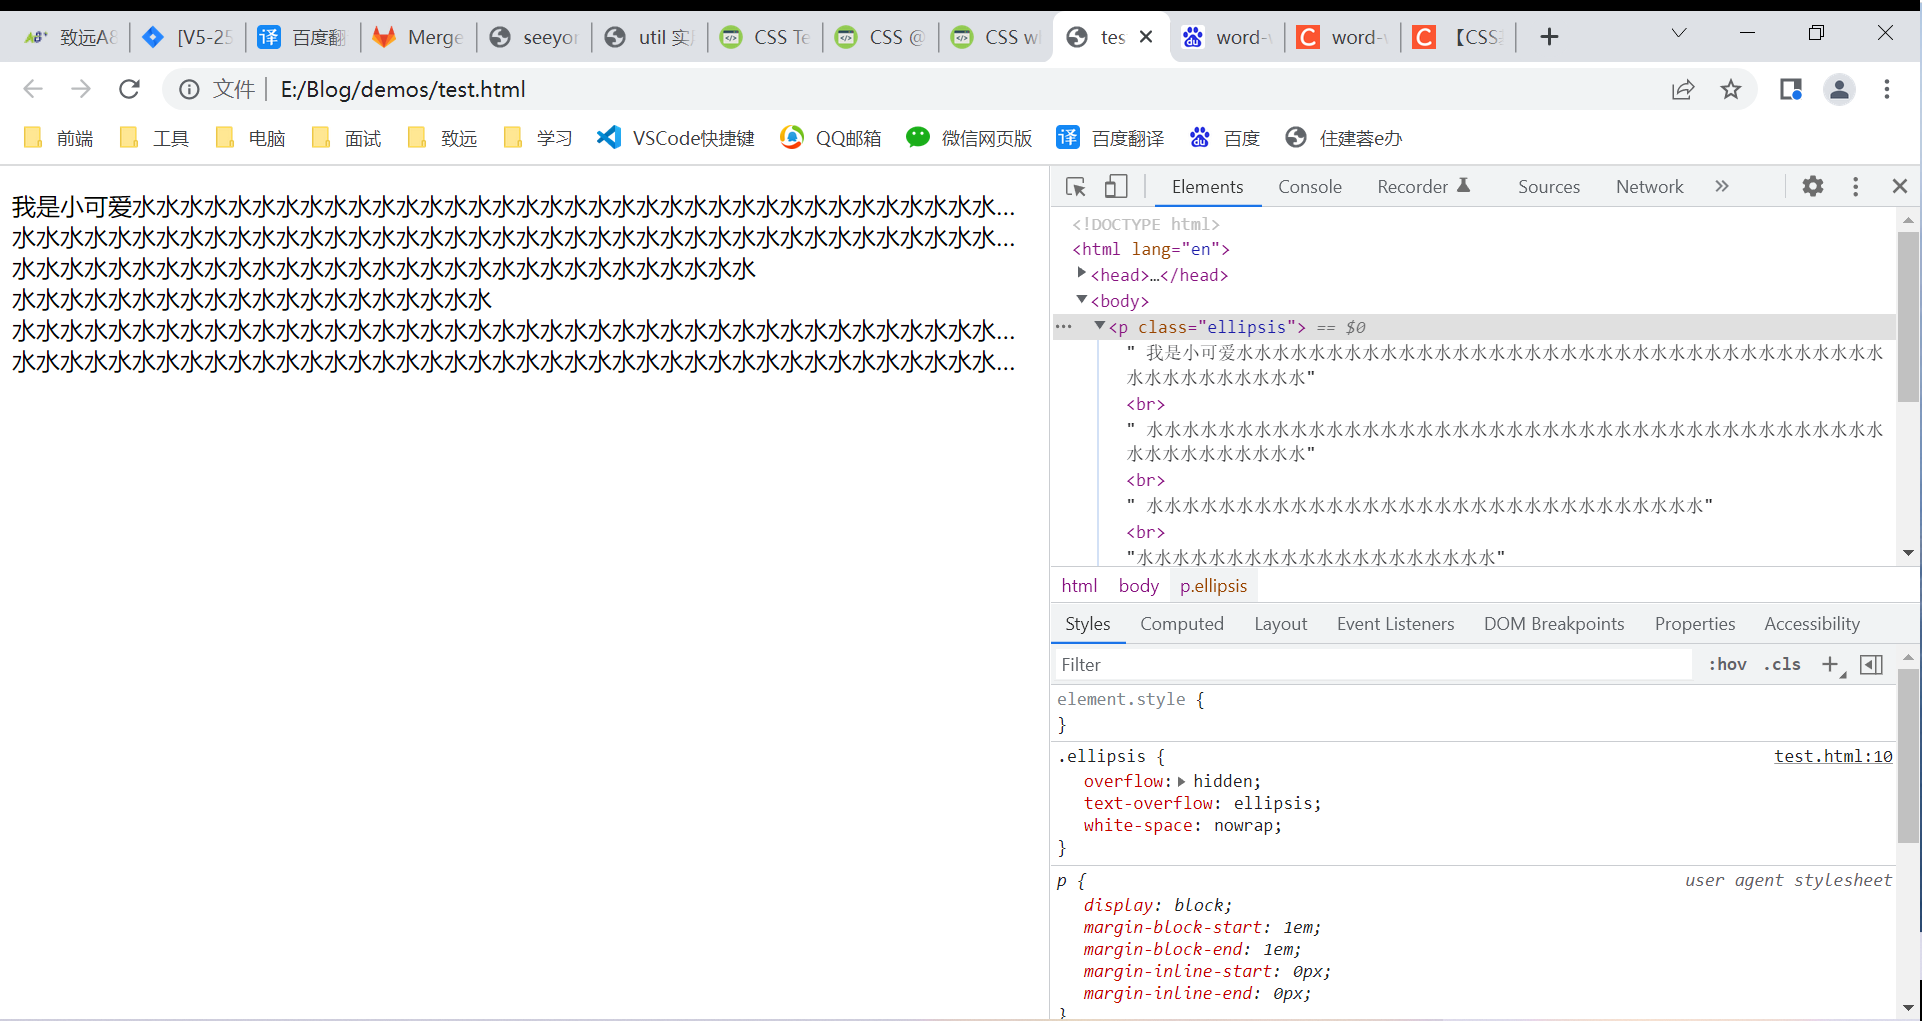 致远A8 [V5-25 百度翻 Merge seeyor util 实 CSS Te CSS @ CSS wh tes word-v word-v 【CSS
文件 E:/Blog/demos/test.html
前端 工具 电脑 面试 致远 学习 VSCode快捷键 QQ邮箱 微信网页版 译 百度翻译 百度 住建蓉e办
我是小可爱水水水水水水水水水水水水水水水水水水水水水水水水水水水水水水水水水水水水...
水水水水水水水水水水水水水水水水水水水水水水水水水水水水水水水水水水水水水水水水水...
水水水水水水水水水水水水水水水水水水水水水水水水水水水水水水水
水水水水水水水水水水水水水水水水水水水水
水水水水水水水水水水水水水水水水水水水水水水水水水水水水水水水水水水水水水水水水水...
水水水水水水水水水水水水水水水水水水水水水水水水水水水水水水水水水水水水水水水水水...
Elements Console Recorder Sources Network »
<!DOCTYPE html>
<html lang="en">
<head>…</head>
<body>
<p class="ellipsis"> == $0
" 我是小可爱水水水水水水水水水水水水水水水水水水水水水水水水水水水水水水水水水水水水
水水水水水水水水水水"
<br>
" 水水水水水水水水水水水水水水水水水水水水水水水水水水水水水水水水水水水水水水水水水
水水水水水水水水水水"
<br>
" 水水水水水水水水水水水水水水水水水水水水水水水水水水水水水水水"
<br>
"水水水水水水水水水水水水水水水水水水水水"
html body p.ellipsis
Styles Computed Layout Event Listeners DOM Breakpoints Properties Accessibility
Filter :hov .cls +
element.style {
}
.ellipsis { test.html:10
overflow: hidden;
text-overflow: ellipsis;
white-space: nowrap;
}
p { user agent stylesheet
display: block;
margin-block-start: 1em;
margin-block-end: 1em;
margin-inline-start: 0px;
margin-inline-end: 0px;
}